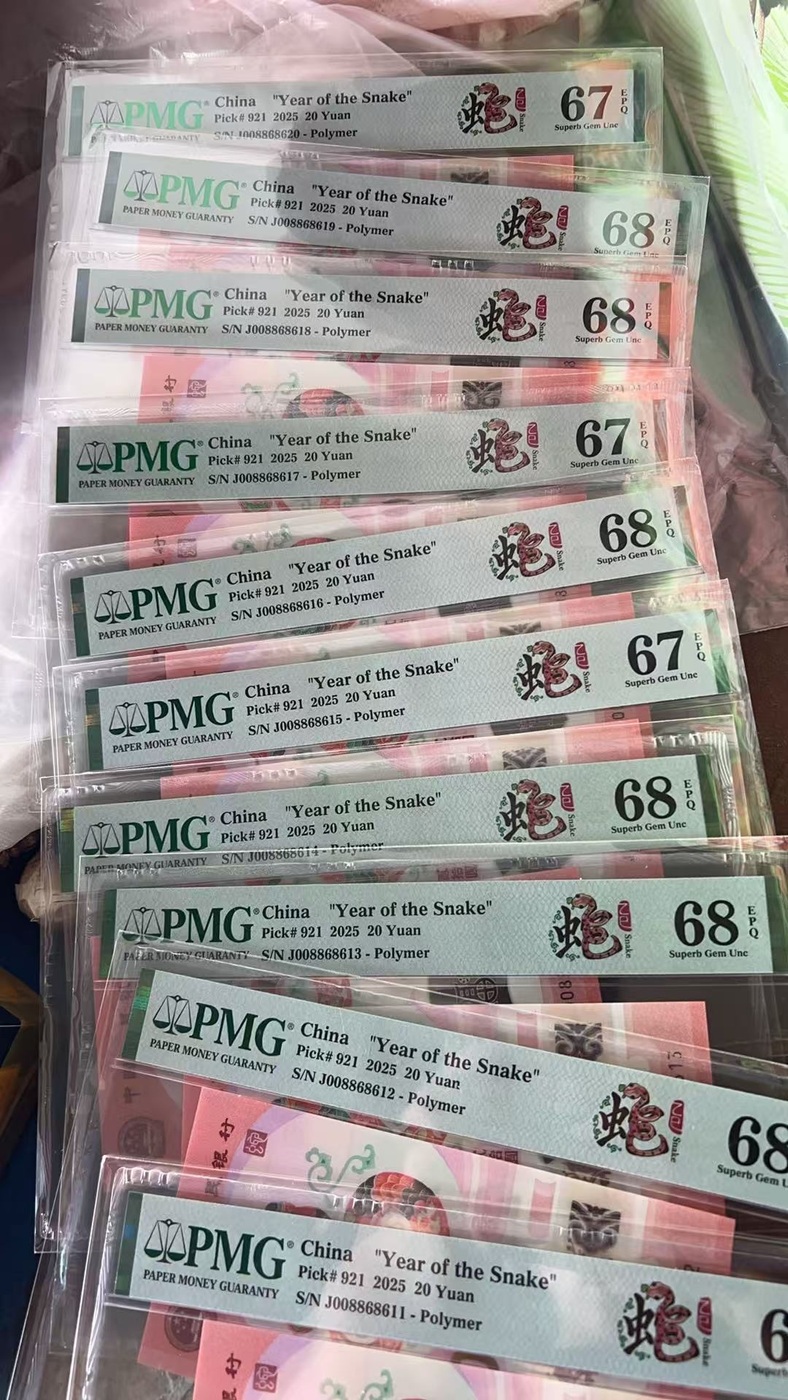 PMG
China "Year of the Snake"
Pick# 921 2025 20 Yuan
S/N J008868620 - Polymer
蛇
Snake
67
EPQ
Superb Gem Unc
PMG
PAPER MONEY GUARANTY
China "Year of the Snake"
Pick# 921 2025 20 Yuan
S/N J008868619 - Polymer
蛇
Snake
68
EPQ
Superb Gem Unc
PMG
PAPER MONEY GUARANTY
China "Year of the Snake"
Pick# 921 2025 20 Yuan
S/N J008868618 - Polymer
蛇
Snake
68
EPQ
Superb Gem Unc
PMG
PAPER MONEY GUARANTY
China "Year of the Snake"
Pick# 921 2025 20 Yuan
S/N J008868617 - Polymer
蛇
Snake
67
EPQ
Superb Gem Unc
PMG
PAPER MONEY GUARANTY
China "Year of the Snake"
Pick# 921 2025 20 Yuan
S/N J008868616 - Polymer
蛇
Snake
68
EPQ
Superb Gem Unc
PMG
PAPER MONEY GUARANTY
China "Year of the Snake"
Pick# 921 2025 20 Yuan
S/N J008868615 - Polymer
蛇
Snake
67
EPQ
Superb Gem Unc
PMG
PAPER MONEY GUARANTY
China "Year of the Snake"
Pick# 921 2025 20 Yuan
S/N J008868614 - Polymer
蛇
Snake
68
EPQ
Superb Gem Unc
PMG
PAPER MONEY GUARANTY
China "Year of the Snake"
Pick# 921 2025 20 Yuan
S/N J008868613 - Polymer
蛇
Snake
68
EPQ
Superb Gem Unc
PMG
PAPER MONEY GUARANTY
China "Year of the Snake"
Pick# 921 2025 20 Yuan
S/N J008868612 - Polymer
蛇
Snake
68
Superb Gem U
PMG
PAPER MONEY GUARANTY
China "Year of the Snake"
Pick# 921 2025 20 Yuan
S/N J008868611 - Polymer
蛇
Snake
6